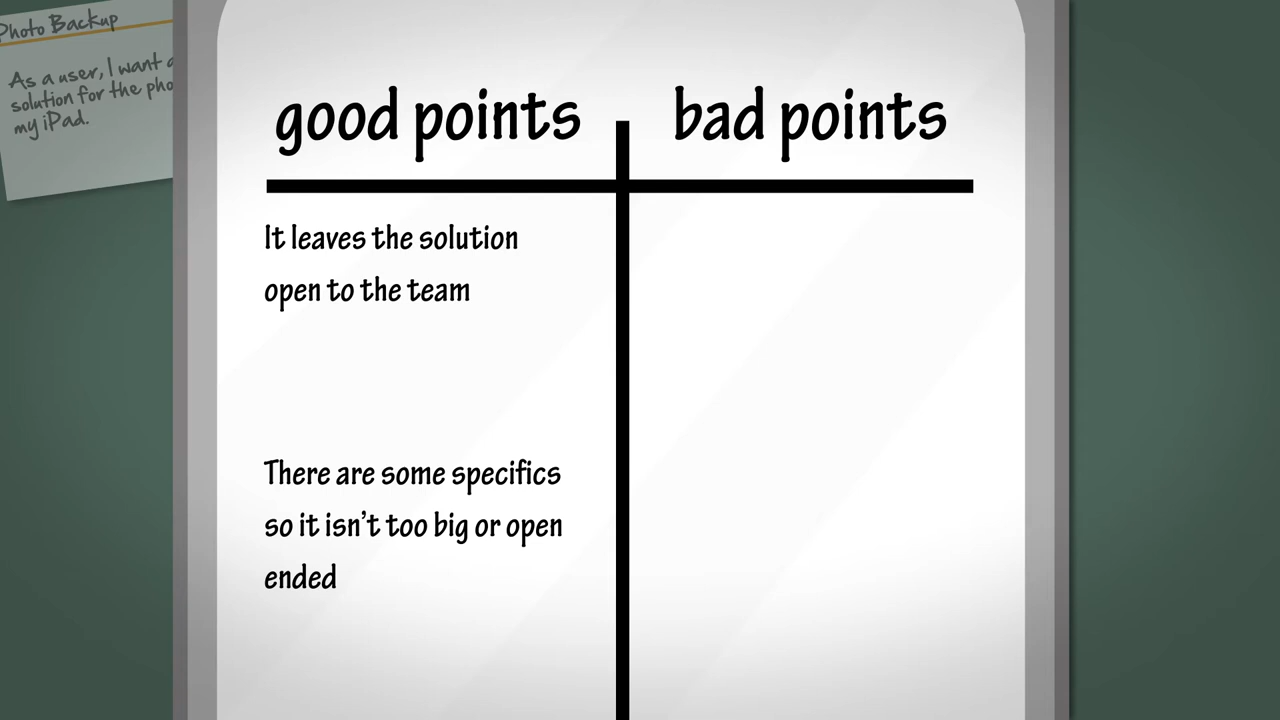 Photo Backup
As a user, I want a
solution for the
my iPad.
good points
bad points
It leaves the solution
open to the team
There are some specifics
so it isn't too big or open
ended